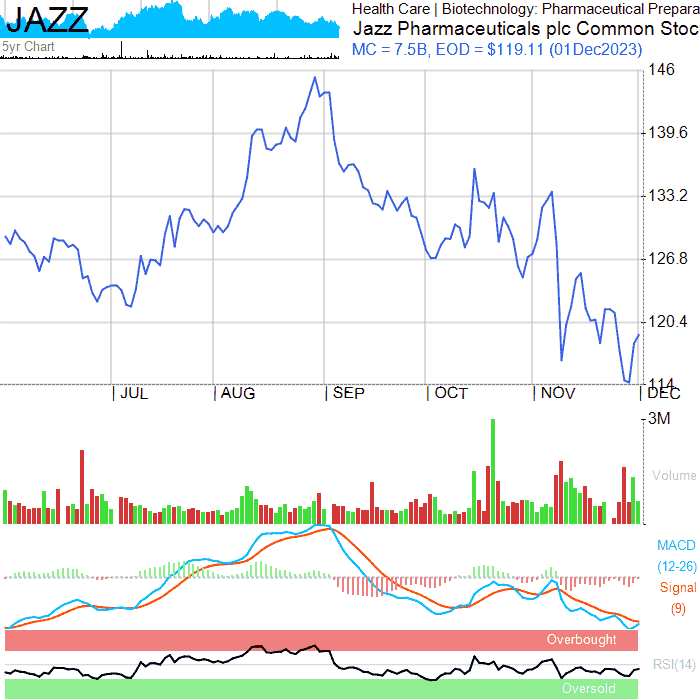 JAZZ
5yr Chart
Health Care | Biotechnology: Pharmaceutical Prepara
Jazz Pharmaceuticals plc Common Stoc
MC = 7.5B, EOD = $119.11 (01Dec2023)
146
139.6
133.2
126.8
120.4
114
JUL
AUG
SEP
OCT
NOV
DEC
3M
Volume
MACD
(12-26)
Signal
(9)
Overbought
RSI(14)
Oversold